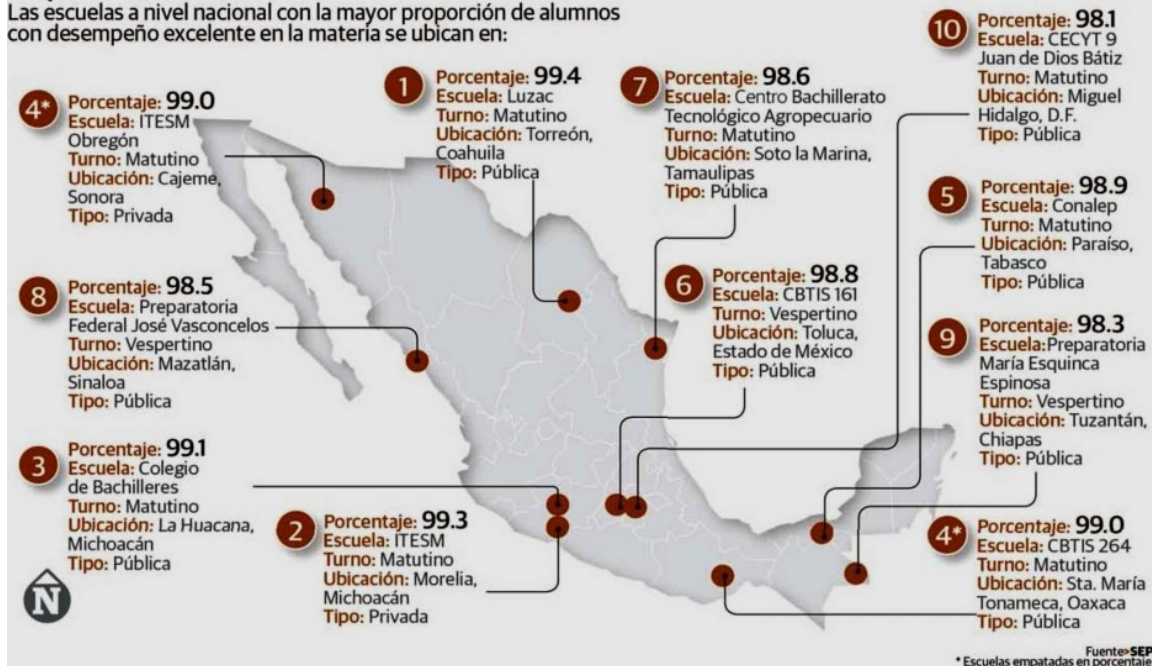 Las escuelas a nivel nacional con la mayor proporción de alumnos
con desempeño excelente en la materia se ubican en:
1
Porcentaje: 99.4
Escuela: Luzac
Turno: Matutino
Ubicación: Torreón,
Coahuila
Tipo: Pública
2
Porcentaje: 99.3
Escuela: ITESM
Turno: Matutino
Ubicación: Morelia,
Michoacán
Tipo: Privada
3
Porcentaje: 99.1
Escuela: Colegio
de Bachilleres
Turno: Matutino
Ubicación: La Huacana,
Michoacán
Tipo: Pública
4*
Porcentaje: 99.0
Escuela: ITESM
Obregón
Turno: Matutino
Ubicación: Cajeme,
Sonora
Tipo: Privada
4*
Porcentaje: 99.0
Escuela: CBTIS 264
Turno: Matutino
Ubicación: Sta. María
Tonameca, Oaxaca
Tipo: Pública
5
Porcentaje: 98.9
Escuela: Conalep
Turno: Matutino
Ubicación: Paraíso,
Tabasco
Tipo: Pública
6
Porcentaje: 98.8
Escuela: CBTIS 161
Turno: Vespertino
Ubicación: Toluca,
Estado de México
Tipo: Pública
7
Porcentaje: 98.6
Escuela: Centro Bachillerato
Tecnológico Agropecuario
Turno: Matutino
Ubicación: Soto la Marina,
Tamaulipas
Tipo: Pública
8
Porcentaje: 98.5
Escuela: Preparatoria
Federal José Vasconcelos
Turno: Vespertino
Ubicación: Mazatlán,
Sinaloa
Tipo: Pública
9
Porcentaje: 98.3
Escuela:Preparatoria
María Esquinca
Espinosa
Turno: Vespertino
Ubicación: Tuzantán,
Chiapas
Tipo: Pública
10
Porcentaje: 98.1
Escuela: CECYT 9
Juan de Dios Bátiz
Turno: Matutino
Ubicación: Miguel
Hidalgo, D.F.
Tipo: Pública
N
Fuente>SEP
* Escuelas empatadas en porcentaje